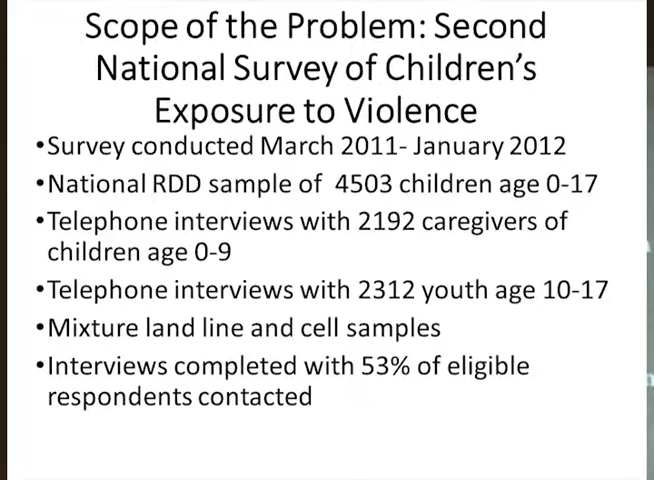 Scope of the Problem: Second
National Survey of Children's
Exposure to Violence
•Survey conducted March 2011- January 2012
•National RDD sample of 4503 children age 0-17
•Telephone interviews with 2192 caregivers of
children age 0-9
•Telephone interviews with 2312 youth age 10-17
•Mixture land line and cell samples
•Interviews completed with 53% of eligible
respondents contacted